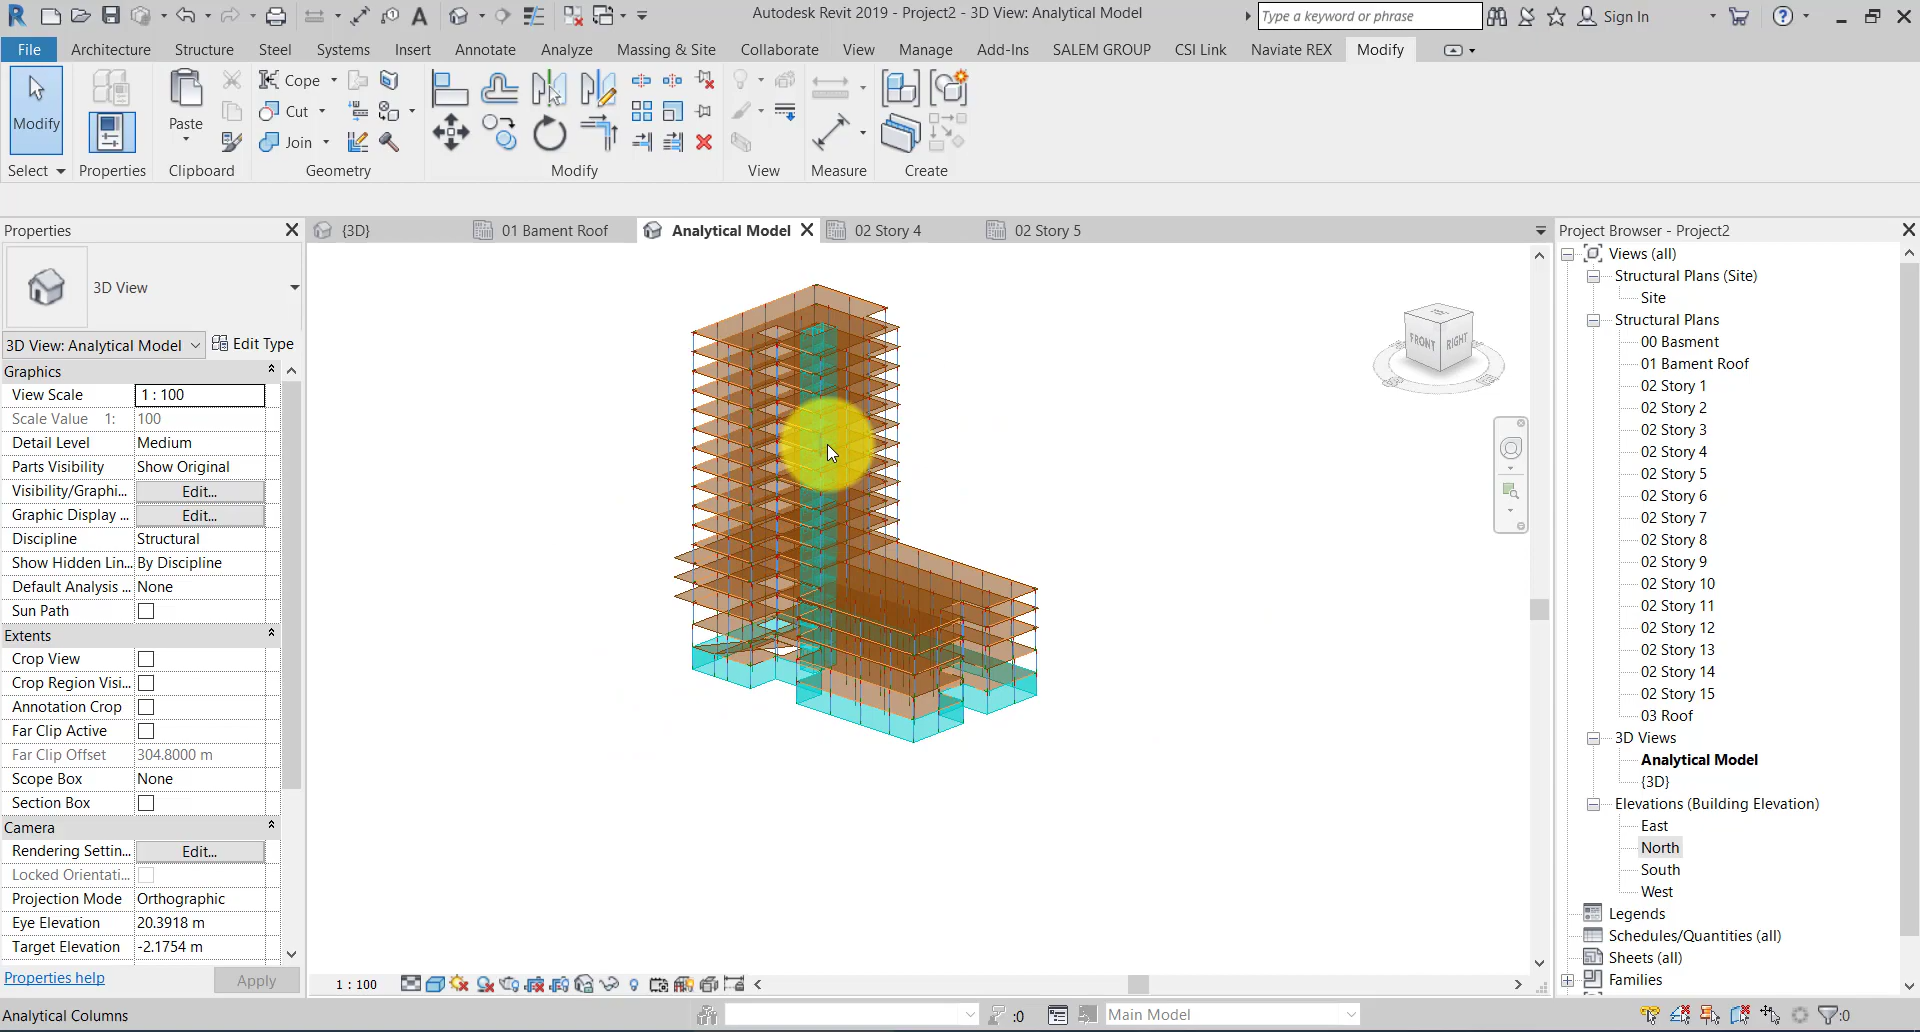 Autodesk Revit 2019 - Project2 - 3D View: Analytical Model
Type a keyword or phrase
Sign In
File
Architecture
Structure
Steel
Systems
Insert
Annotate
Analyze
Massing & Site
Collaborate
View
Manage
Add-Ins
SALEM GROUP
CSI Link
Naviate REX
Modify
Modify
Paste
Cope
Cut
Join
Select
Properties
Clipboard
Geometry
Modify
View
Measure
Create
Properties
3D View
3D View: Analytical Model
Edit Type
Graphics
View Scale
1 : 100
Scale Value 1:
100
Detail Level
Medium
Parts Visibility
Show Original
Visibility/Graphi...
Edit...
Graphic Display ...
Edit...
Discipline
Structural
Show Hidden Lin...
By Discipline
Default Analysis ...
None
Sun Path
Extents
Crop View
Crop Region Visi...
Annotation Crop
Far Clip Active
Far Clip Offset
304.8000 m
Scope Box
None
Section Box
Camera
Rendering Settin...
Edit...
Locked Orientati...
Projection Mode
Orthographic
Eye Elevation
20.3918 m
Target Elevation
-2.1754 m
Properties help
Apply
{3D}
01 Bament Roof
Analytical Model
02 Story 4
02 Story 5
FRONT
RIGHT
1 : 100
Project Browser - Project2
Views (all)
Structural Plans (Site)
Site
Structural Plans
00 Basment
01 Bament Roof
02 Story 1
02 Story 2
02 Story 3
02 Story 4
02 Story 5
02 Story 6
02 Story 7
02 Story 8
02 Story 9
02 Story 10
02 Story 11
02 Story 12
02 Story 13
02 Story 14
02 Story 15
03 Roof
3D Views
Analytical Model
{3D}
Elevations (Building Elevation)
East
North
South
West
Legends
Schedules/Quantities (all)
Sheets (all)
Families
Analytical Columns
:0
Main Model
:0